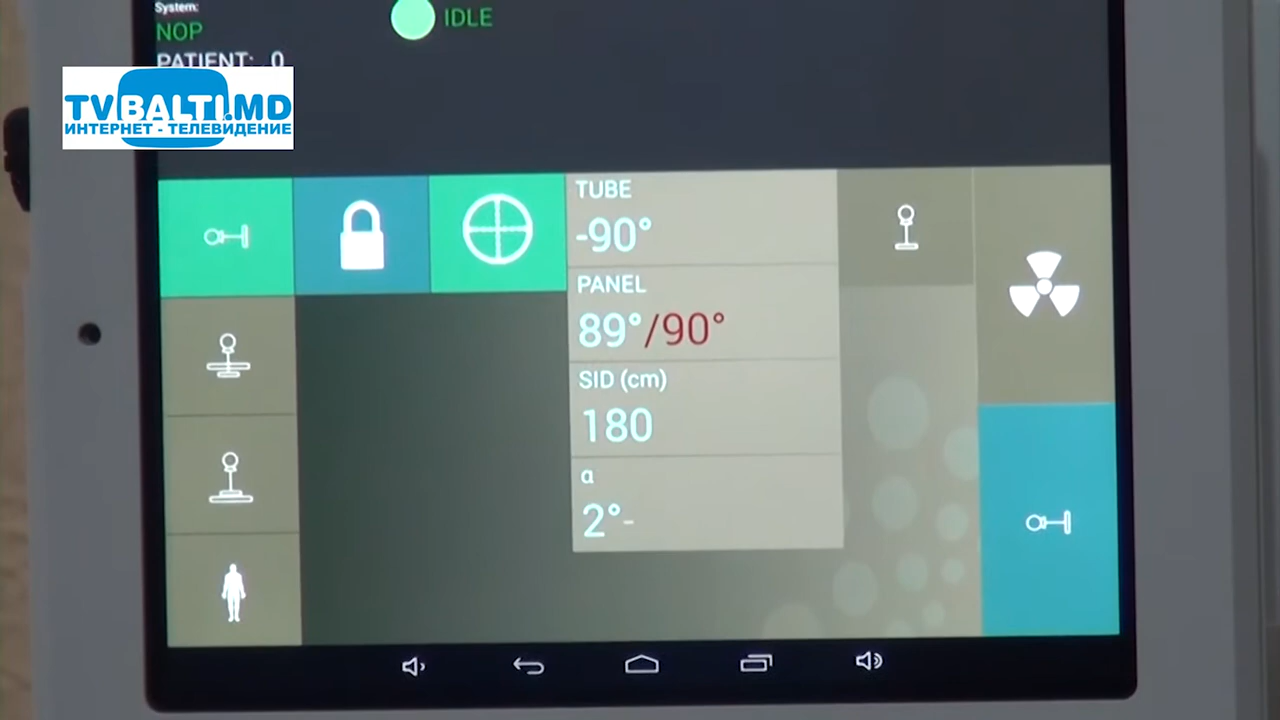 System:
NOP
IDLE
PATIENT: 0
TVBALTI.MD
ИНТЕРНЕТ - ТЕЛЕВИДЕНИЕ
TUBE
-90°
PANEL
89°/90°
SID (cm)
180
α
2°-